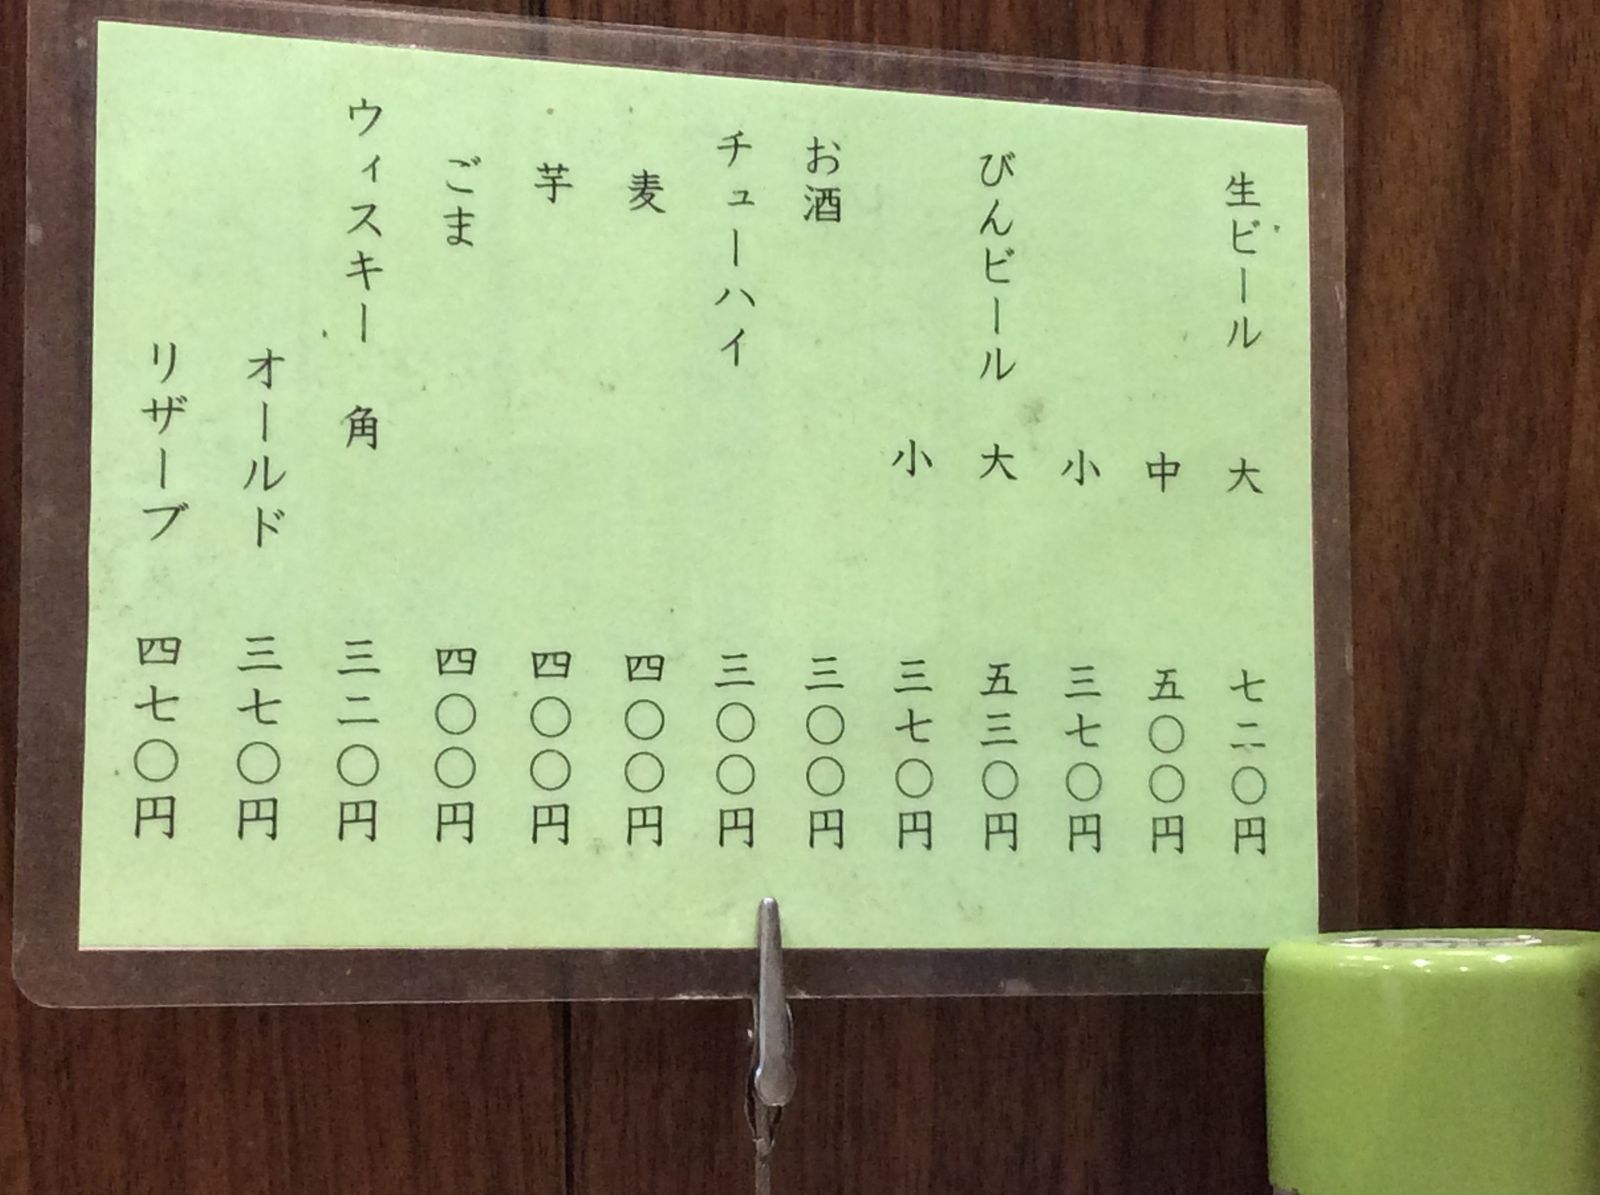 生ビール 大 七二〇円
中 五〇〇円
小 三七〇円
びんビール 大 五三〇円
小 三七〇円
お酒 三〇〇円
チューハイ 三〇〇円
麦 四〇〇円
芋 四〇〇円
ごま 四〇〇円
ウィスキー 角 三二〇円
オールド 三七〇円
リザーブ 四七〇円